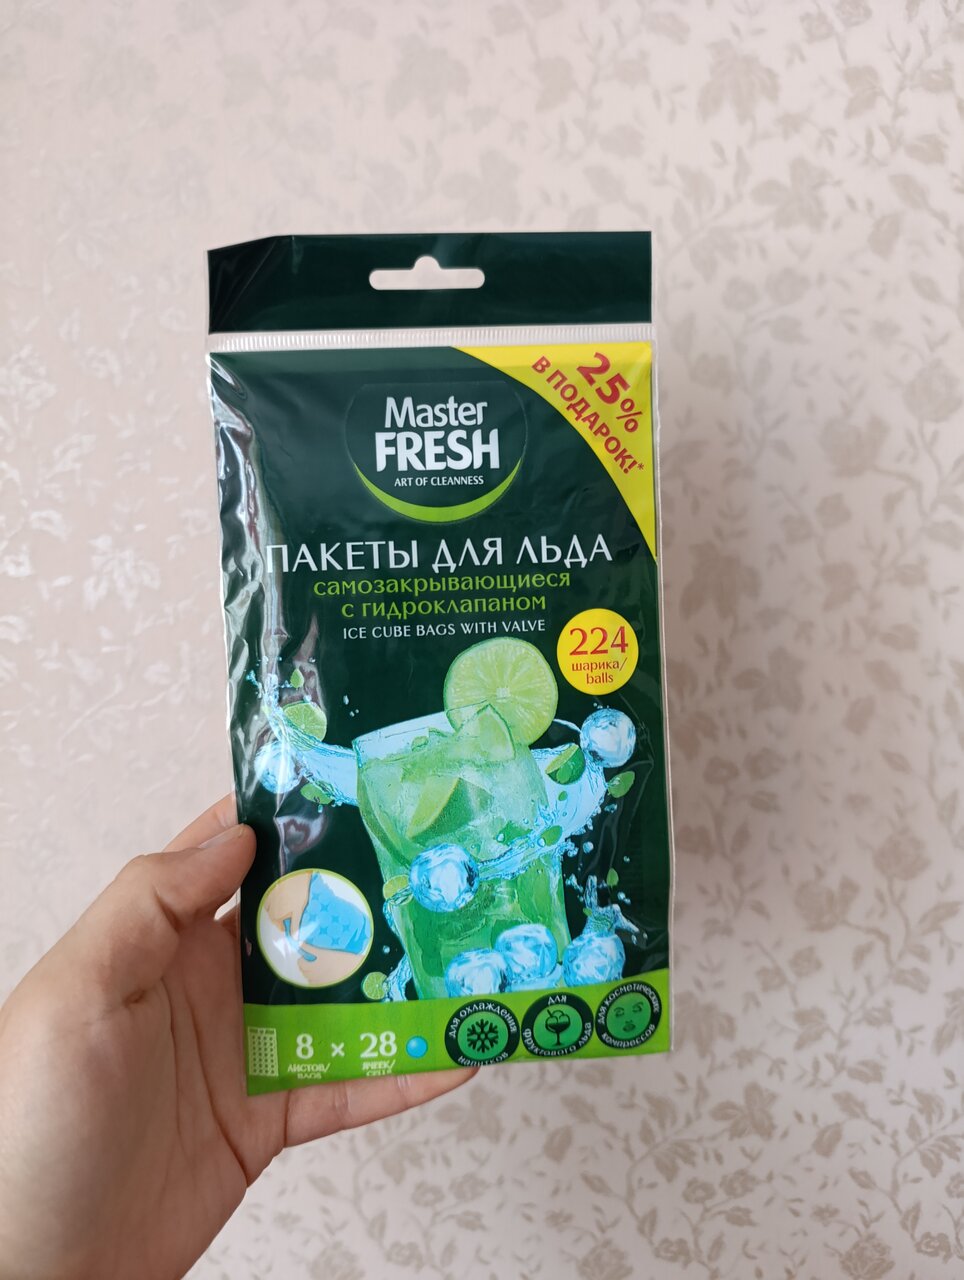 25%
В ПОДАРОК!*
Master
FRESH
ART OF CLEANNESS
ПАКЕТЫ ДЛЯ ЛЬДА
самозакрывающиеся
с гидроклапаном
ICE CUBE BAGS WITH VALVE
224
шарика/
balls
8 × 28
ЛИСТОВ/ ЯЧЕЕК/
BAGS CELLS
для охлаждения
напитков
для
фруктового льда
для косметических
компрессов